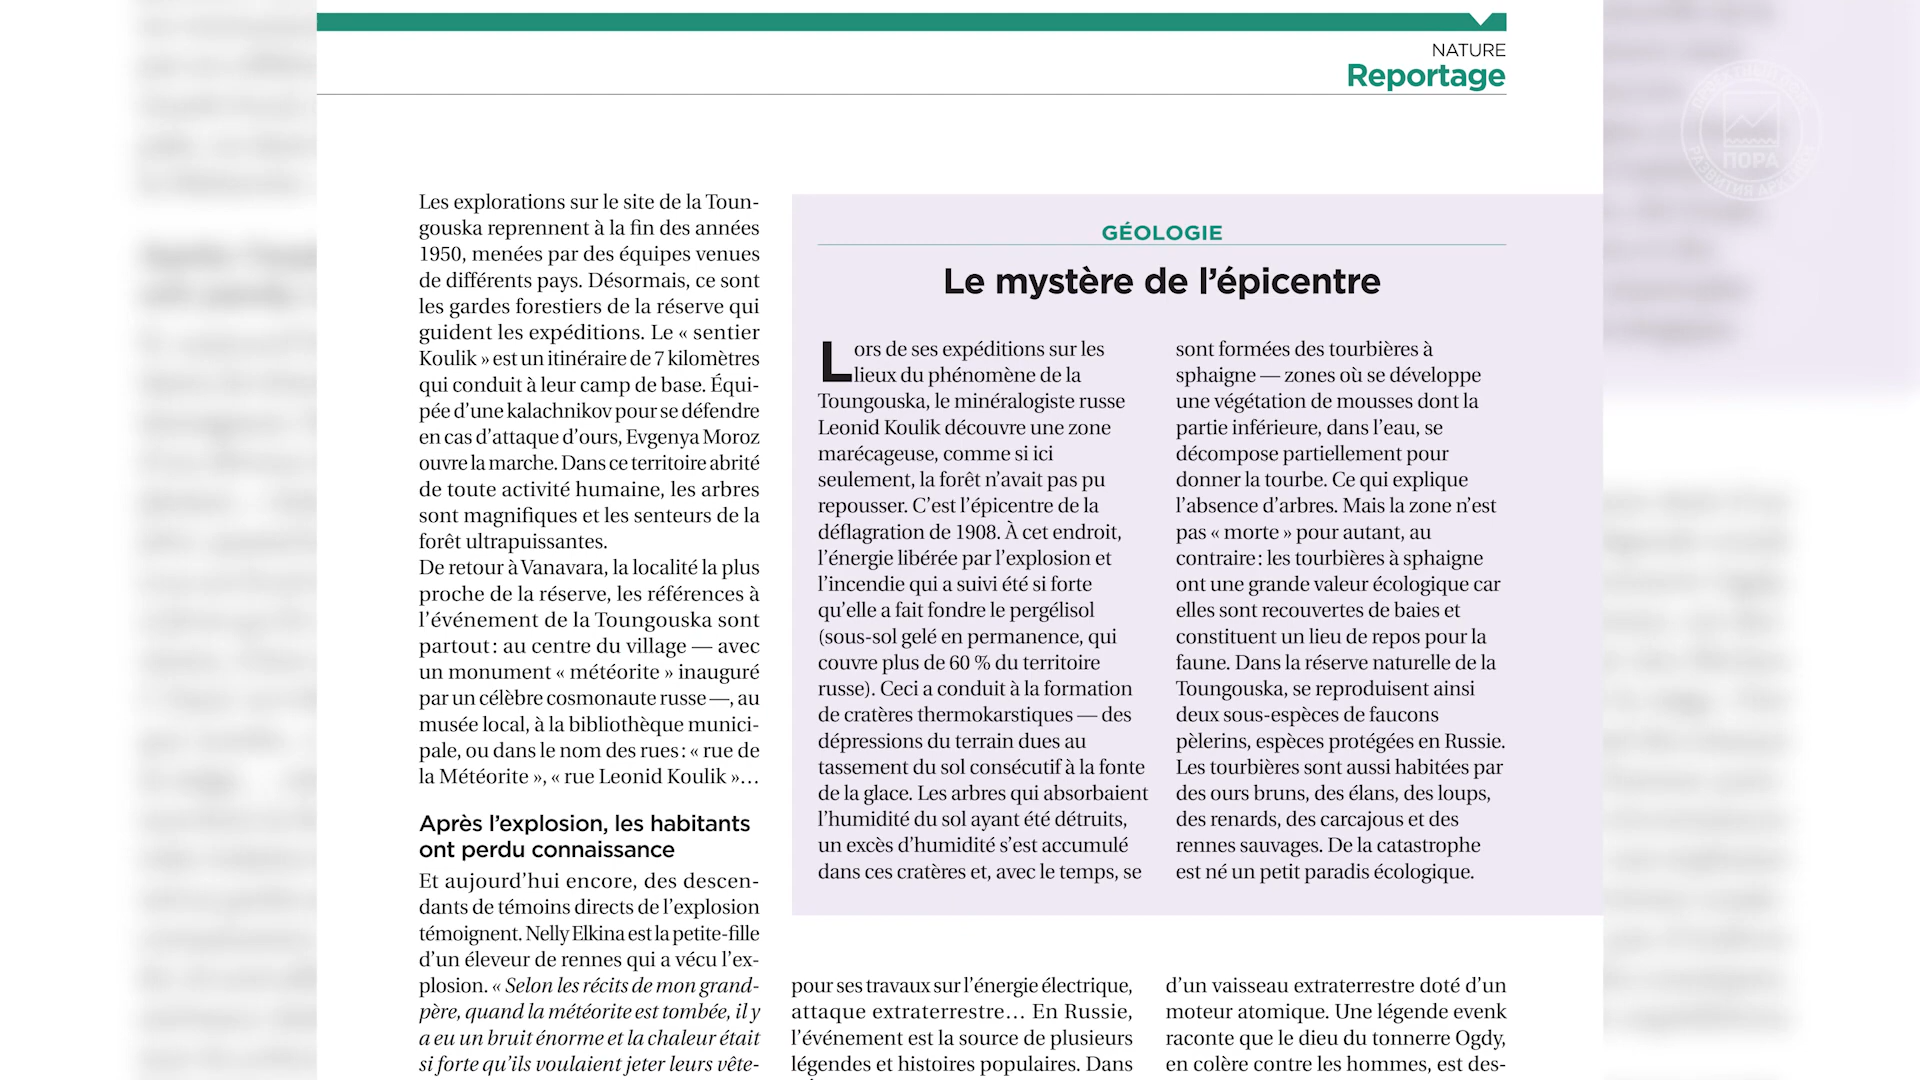 NATURE
Reportage
Les explorations sur le site de la Toun-
gouska reprennent à la fin des années
1950, menées par des équipes venues
de différents pays. Désormais, ce sont
les gardes forestiers de la réserve qui
guident les expéditions. Le « sentier
Koulik » est un itinéraire de 7 kilomètres
qui conduit à leur camp de base. Équi-
pée d’une kalachnikov pour se défendre
en cas d’attaque d’ours, Evgenya Moroz
ouvre la marche. Dans ce territoire abrité
de toute activité humaine, les arbres
sont magnifiques et les senteurs de la
forêt ultrapuissantes.
De retour à Vanavara, la localité la plus
proche de la réserve, les références à
l’événement de la Toungouska sont
partout : au centre du village — avec
un monument « météorite » inauguré
par un célèbre cosmonaute russe —, au
musée local, à la bibliothèque munici-
pale, ou dans le nom des rues : « rue de
la Météorite », « rue Leonid Koulik »…
Après l’explosion, les habitants
ont perdu connaissance
Et aujourd’hui encore, des descen-
dants de témoins directs de l’explosion
témoignent. Nelly Elkina est la petite-fille
d’un éleveur de rennes qui a vécu l’ex-
plosion. « Selon les récits de mon grand-
père, quand la météorite est tombée, il y
a eu un bruit énorme et la chaleur était
si forte qu’ils voulaient jeter leurs vête-
GÉOLOGIE
Le mystère de l’épicentre
Lors de ses expéditions sur les
lieux du phénomène de la
Toungouska, le minéralogiste russe
Leonid Koulik découvre une zone
marécageuse, comme si ici
seulement, la forêt n’avait pas pu
repousser. C’est l’épicentre de la
déflagration de 1908. À cet endroit,
l’énergie libérée par l’explosion et
l’incendie qui a suivi été si forte
qu’elle a fait fondre le pergélisol
(sous-sol gelé en permanence, qui
couvre plus de 60 % du territoire
russe). Ceci a conduit à la formation
de cratères thermokarstiques — des
dépressions du terrain dues au
tassement du sol consécutif à la fonte
de la glace. Les arbres qui absorbaient
l’humidité du sol ayant été détruits,
un excès d’humidité s’est accumulé
dans ces cratères et, avec le temps, se
sont formées des tourbières à
sphaigne — zones où se développe
une végétation de mousses dont la
partie inférieure, dans l’eau, se
décompose partiellement pour
donner la tourbe. Ce qui explique
l’absence d’arbres. Mais la zone n’est
pas « morte » pour autant, au
contraire : les tourbières à sphaigne
ont une grande valeur écologique car
elles sont recouvertes de baies et
constituent un lieu de repos pour la
faune. Dans la réserve naturelle de la
Toungouska, se reproduisent ainsi
deux sous-espèces de faucons
pèlerins, espèces protégées en Russie.
Les tourbières sont aussi habitées par
des ours bruns, des élans, des loups,
des renards, des carcajous et des
rennes sauvages. De la catastrophe
est né un petit paradis écologique.
pour ses travaux sur l’énergie électrique,
attaque extraterrestre… En Russie,
l’événement est la source de plusieurs
légendes et histoires populaires. Dans
d’un vaisseau extraterrestre doté d’un
moteur atomique. Une légende evenk
raconte que le dieu du tonnerre Ogdy,
en colère contre les hommes, est des-
ПОРА
РАЗВИТИЯ АРКТИКИ